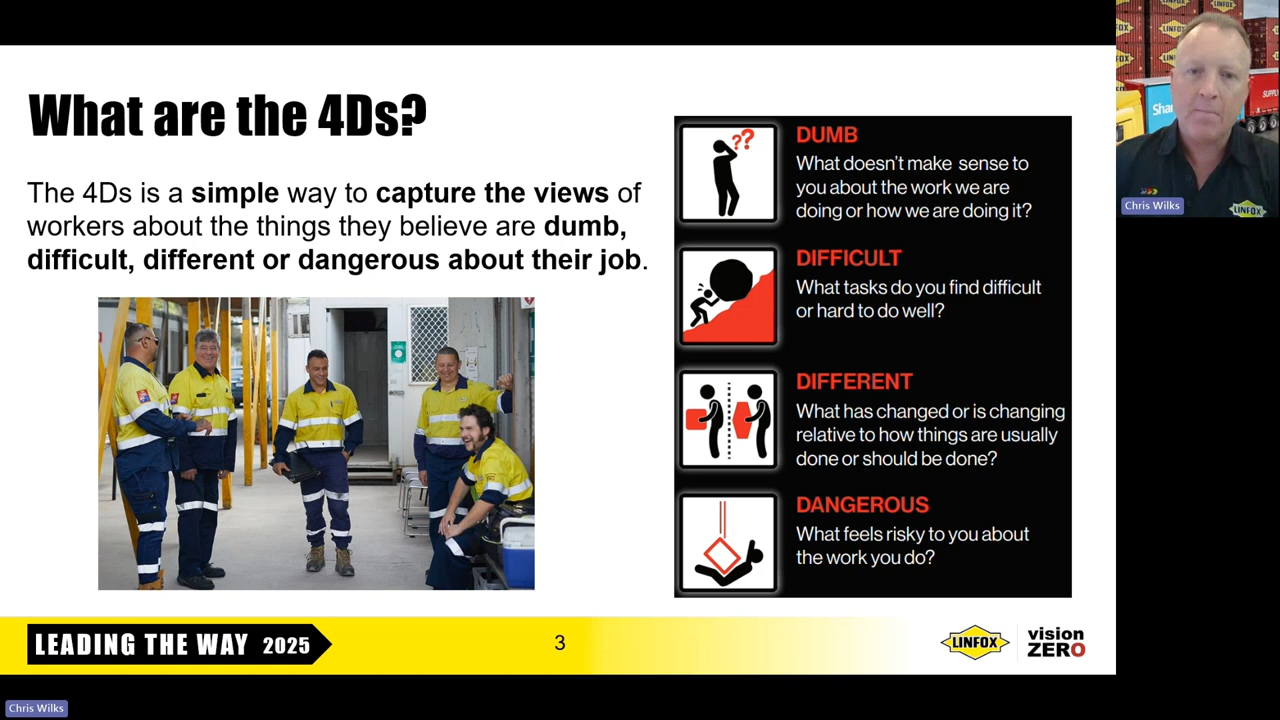 What are the 4Ds?
The 4Ds is a simple way to capture the views of
workers about the things they believe are dumb,
difficult, different or dangerous about their job.
??
DUMB
What doesn't make sense to
you about the work we are
doing or how we are doing it?
DIFFICULT
What tasks do you find difficult
or hard to do well?
DIFFERENT
What has changed or is changing
relative to how things are usually
done or should be done?
DANGEROUS
What feels risky to you about
the work you do?
LEADING THE WAY 2025
3
LINFOX
vision
ZERO
Chris Wilks
LINFOX
Chris Wilks